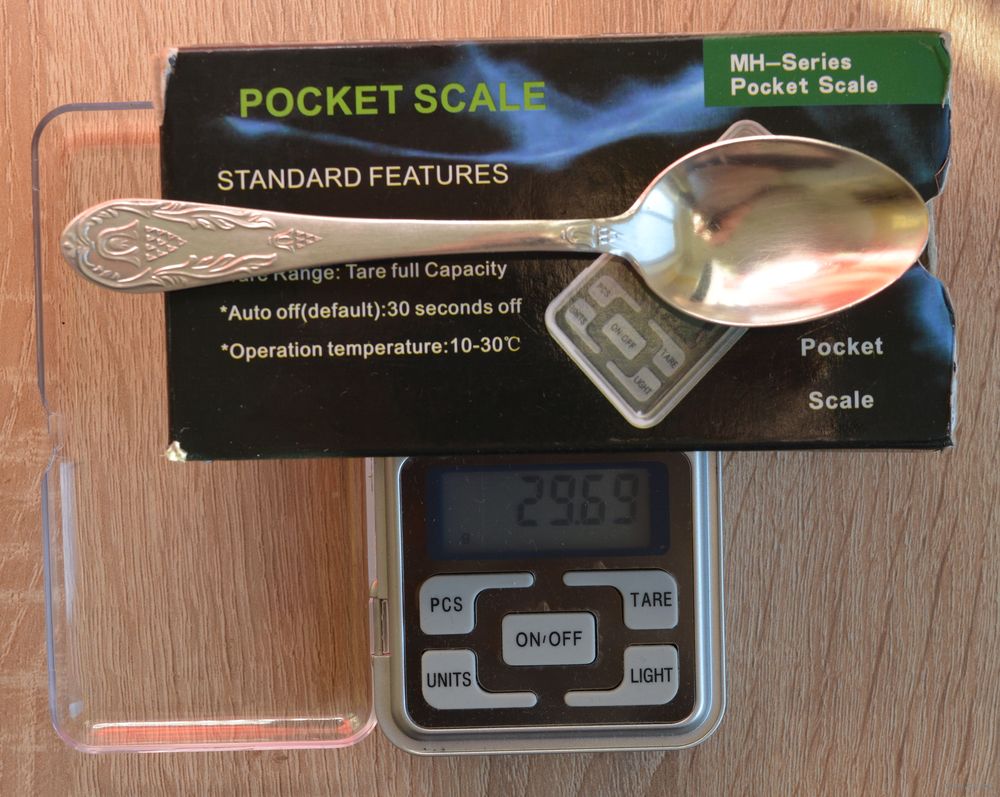 MH-Series
Pocket Scale
POCKET SCALE
STANDARD FEATURES
Range: Tare full Capacity
*Auto off(default):30 seconds off
*Operation temperature:10-30℃
PCS
UNITS
ON/OFF
TARE
LIGHT
Pocket
Scale
29.69
PCS
TARE
ON/OFF
UNITS
LIGHT